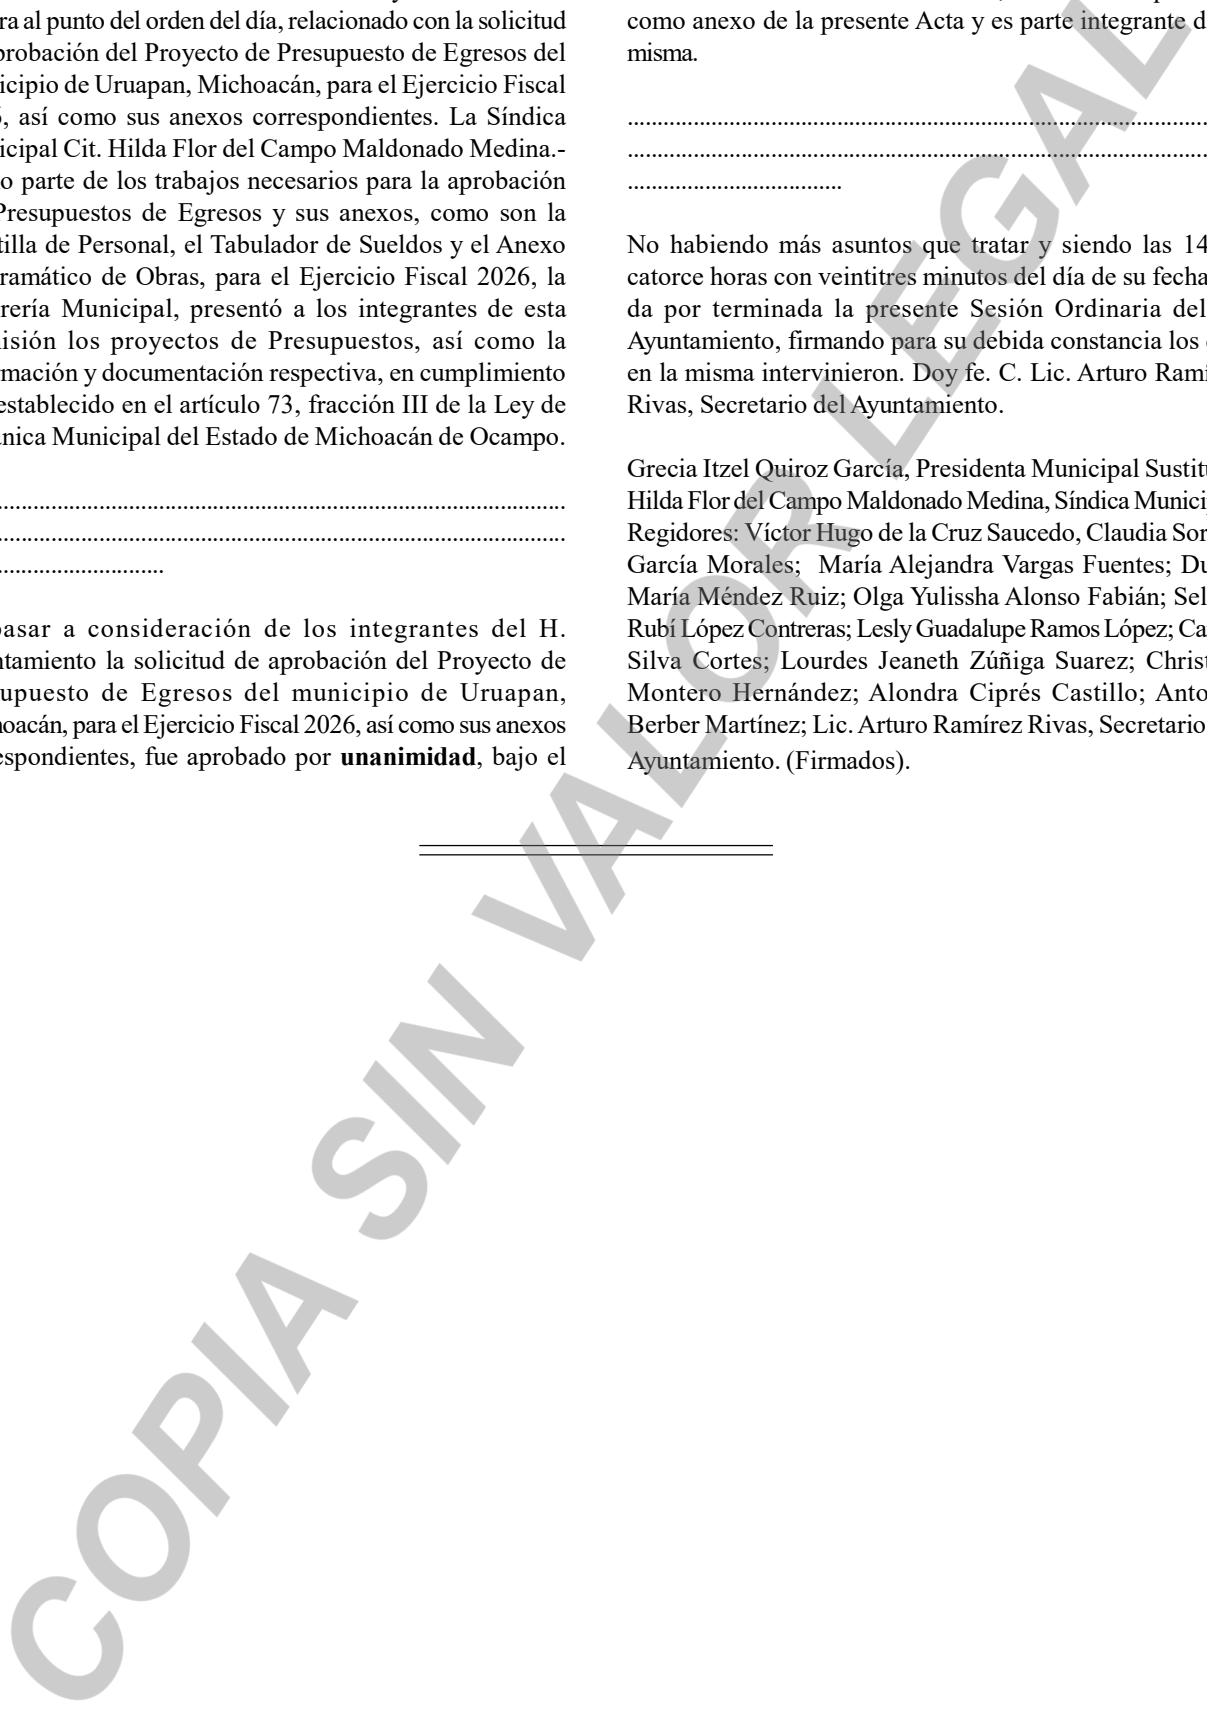 ra al punto del orden del día, relacionado con la solicitud
probación del Proyecto de Presupuesto de Egresos del
icipio de Uruapan, Michoacán, para el Ejercicio Fiscal
, así como sus anexos correspondientes. La Síndica
icipal Cit. Hilda Flor del Campo Maldonado Medina.-
o parte de los trabajos necesarios para la aprobación
Presupuestos de Egresos y sus anexos, como son la
tilla de Personal, el Tabulador de Sueldos y el Anexo
ramático de Obras, para el Ejercicio Fiscal 2026, la
rería Municipal, presentó a los integrantes de esta
isión los proyectos de Presupuestos, así como la
rmación y documentación respectiva, en cumplimiento
establecido en el artículo 73, fracción III de la Ley de
ánica Municipal del Estado de Michoacán de Ocampo.
pasar a consideración de los integrantes del H.
ntamiento la solicitud de aprobación del Proyecto de
upuesto de Egresos del municipio de Uruapan,
hoacán, para el Ejercicio Fiscal 2026, así como sus anexos
espondientes, fue aprobado por unanimidad, bajo el
como anexo de la presente Acta y es parte integrante d
misma.
No habiendo más asuntos que tratar y siendo las 14
catorce horas con veintitres minutos del día de su fecha
da por terminada la presente Sesión Ordinaria del
Ayuntamiento, firmando para su debida constancia los
en la misma intervinieron. Doy fe. C. Lic. Arturo Ramí
Rivas, Secretario del Ayuntamiento.
Grecia Itzel Quiroz García, Presidenta Municipal Sustitu
Hilda Flor del Campo Maldonado Medina, Síndica Municip
Regidores: Víctor Hugo de la Cruz Saucedo, Claudia Sor
García Morales; María Alejandra Vargas Fuentes; Du
María Méndez Ruiz; Olga Yulissha Alonso Fabián; Sel
Rubí López Contreras; Lesly Guadalupe Ramos López; Ca
Silva Cortes; Lourdes Jeaneth Zúñiga Suarez; Christ
Montero Hernández; Alondra Ciprés Castillo; Anto
Berber Martínez; Lic. Arturo Ramírez Rivas, Secretario
Ayuntamiento. (Firmados).
COPIA SIN VALOR LEGAL